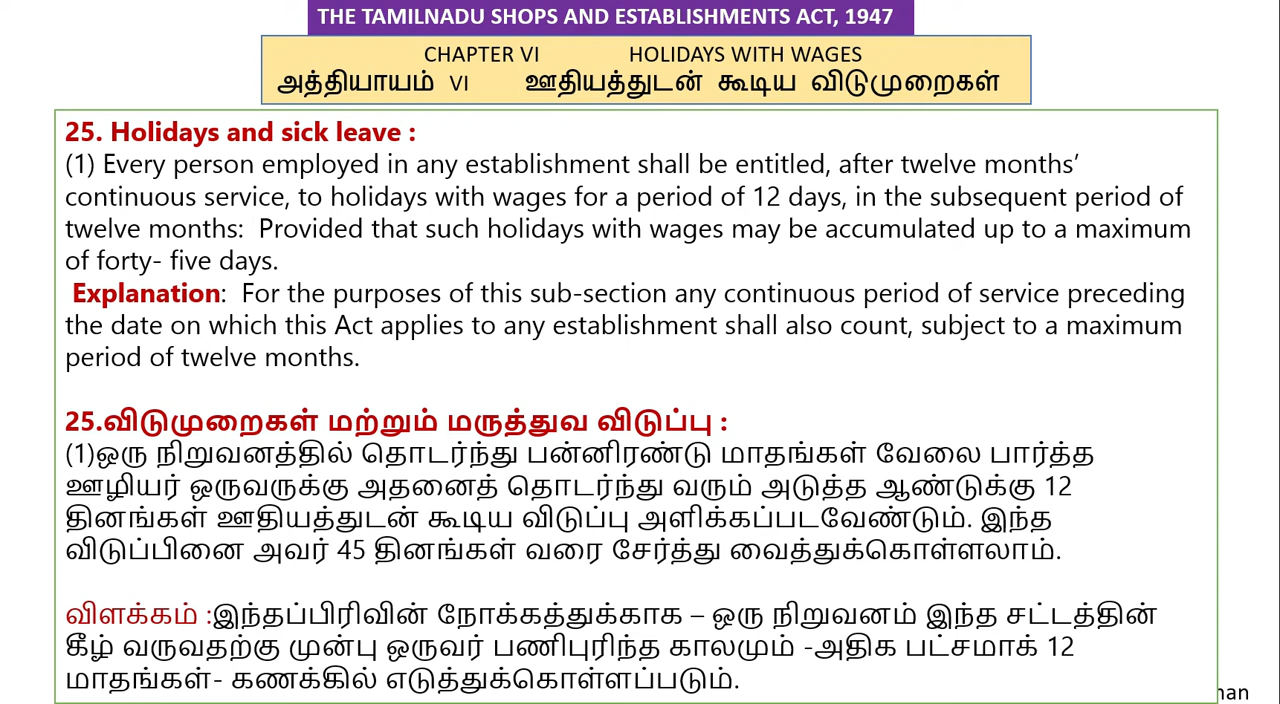 THE TAMILNADU SHOPS AND ESTABLISHMENTS ACT, 1947
CHAPTER VI HOLIDAYS WITH WAGES
அத்தியாயம் VI ஊதியத்துடன் கூடிய விடுமுறைகள்
25. Holidays and sick leave :
(1) Every person employed in any establishment shall be entitled, after twelve months’
continuous service, to holidays with wages for a period of 12 days, in the subsequent period of
twelve months: Provided that such holidays with wages may be accumulated up to a maximum
of forty- five days.
Explanation: For the purposes of this sub-section any continuous period of service preceding
the date on which this Act applies to any establishment shall also count, subject to a maximum
period of twelve months.
25.விடுமுறைகள் மற்றும் மருத்துவ விடுப்பு :
(1)ஒரு நிறுவனத்தில் தொடர்ந்து பன்னிரண்டு மாதங்கள் வேலை பார்த்த
ஊழியர் ஒருவருக்கு அதனைத் தொடர்ந்து வரும் அடுத்த ஆண்டுக்கு 12
தினங்கள் ஊதியத்துடன் கூடிய விடுப்பு அளிக்கப்படவேண்டும். இந்த
விடுப்பினை அவர் 45 தினங்கள் வரை சேர்த்து வைத்துக்கொள்ளலாம்.
விளக்கம் :இந்தப்பிரிவின் நோக்கத்துக்காக – ஒரு நிறுவனம் இந்த சட்டத்தின்
கீழ் வருவதற்கு முன்பு ஒருவர் பணிபுரிந்த காலமும் -அதிக பட்சமாக் 12
மாதங்கள்- கணக்கில் எடுத்துக்கொள்ளப்படும்.